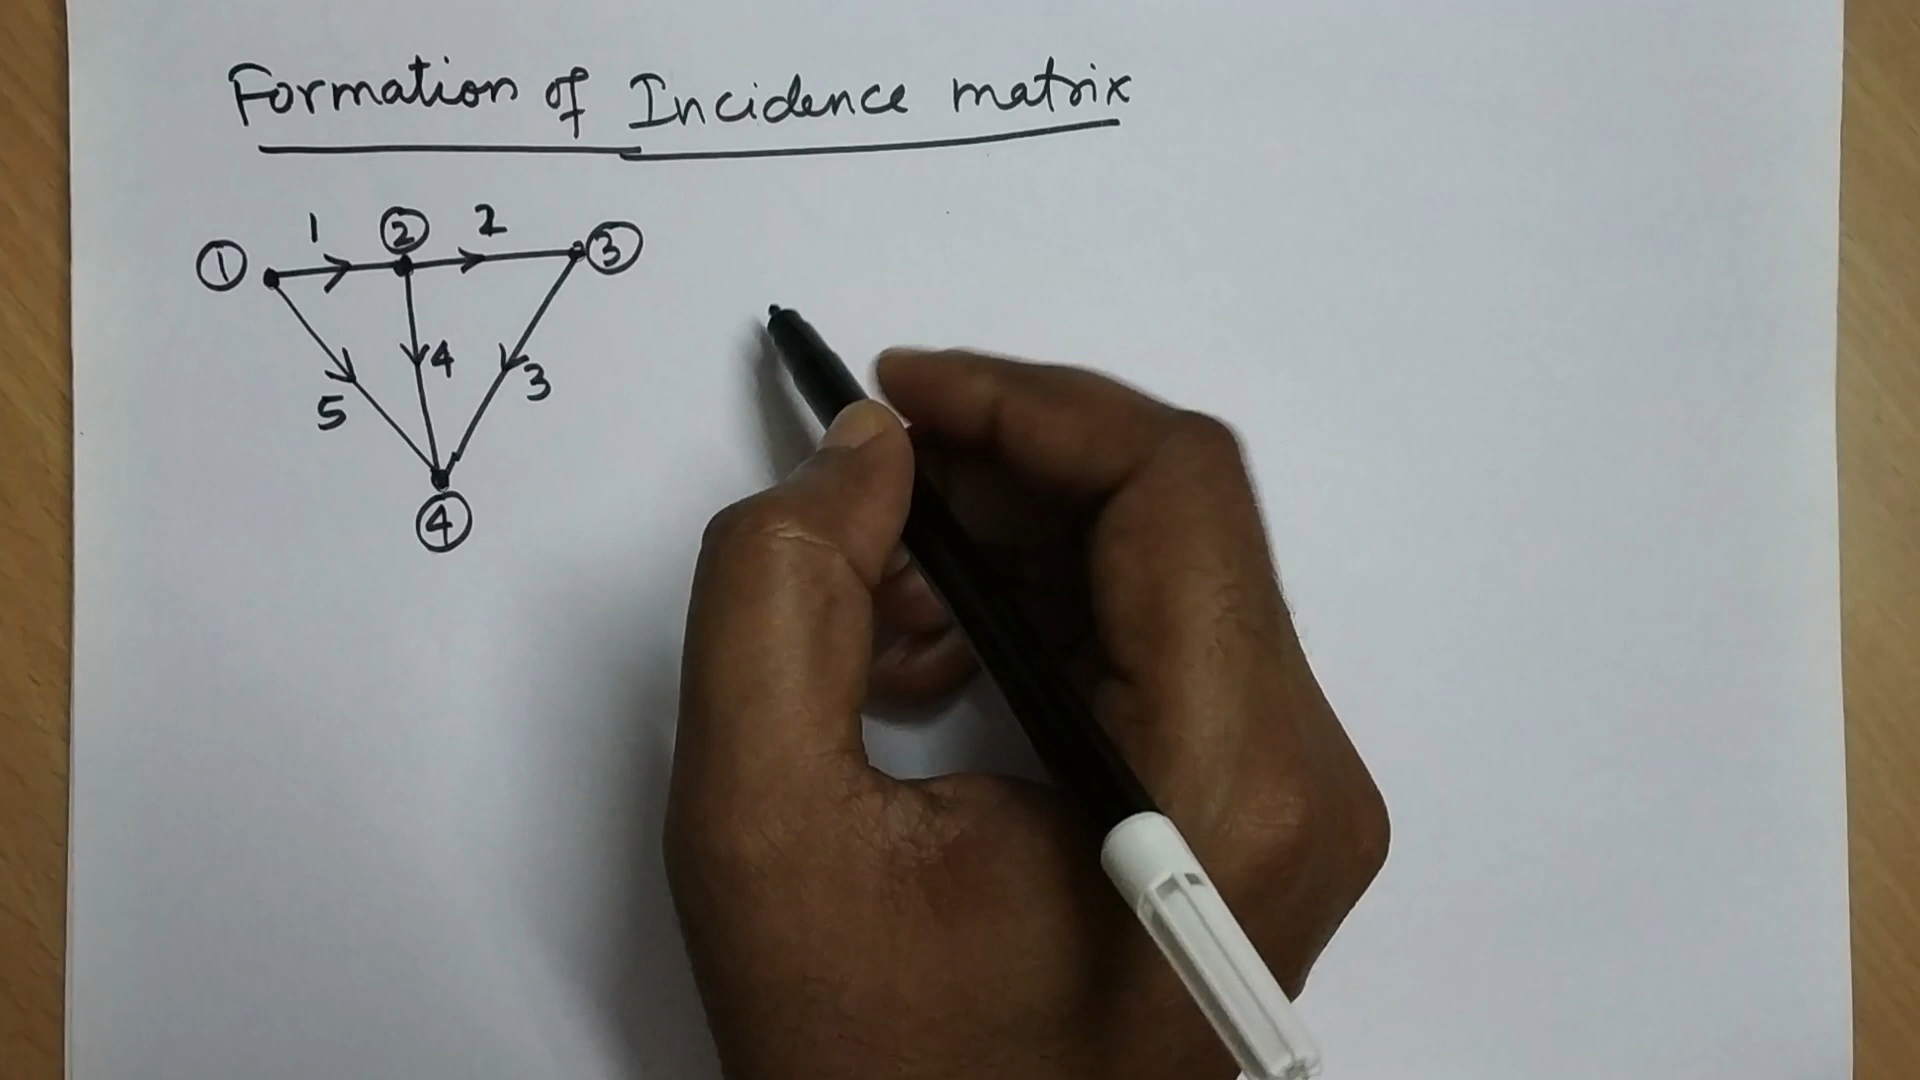 Formation of Incidence matrix
1 ② 2
① ③
4
3
5
④